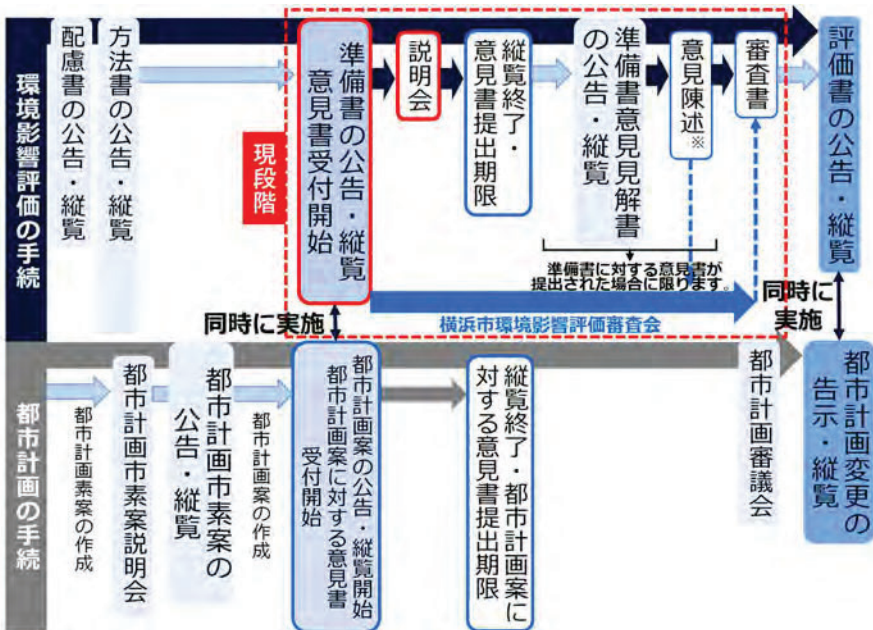 環境影響評価の手続
配慮書の公告・縦覧
方法書の公告・縦覧
現段階
準備書の公告・縦覧
意見書受付開始
説明会
縦覧終了・
意見書提出期限
準備書意見見解書
の公告・縦覧
意見陳述※
審査書
評価書の公告・縦覧
準備書に対する意見書が
提出された場合に限ります。
横浜市環境影響評価審査会
同時に実施
同時に
実施
都市計画の手続
都市計画市素案の作成
都市計画市素案説明会
都市計画市素案の
公告・縦覧
都市計画案の作成
都市計画案の公告・縦覧開始
都市計画案に対する意見書
受付開始
縦覧終了・都市計画案に
対する意見書提出期限
都市計画審議会
都市計画変更の
告示・縦覧